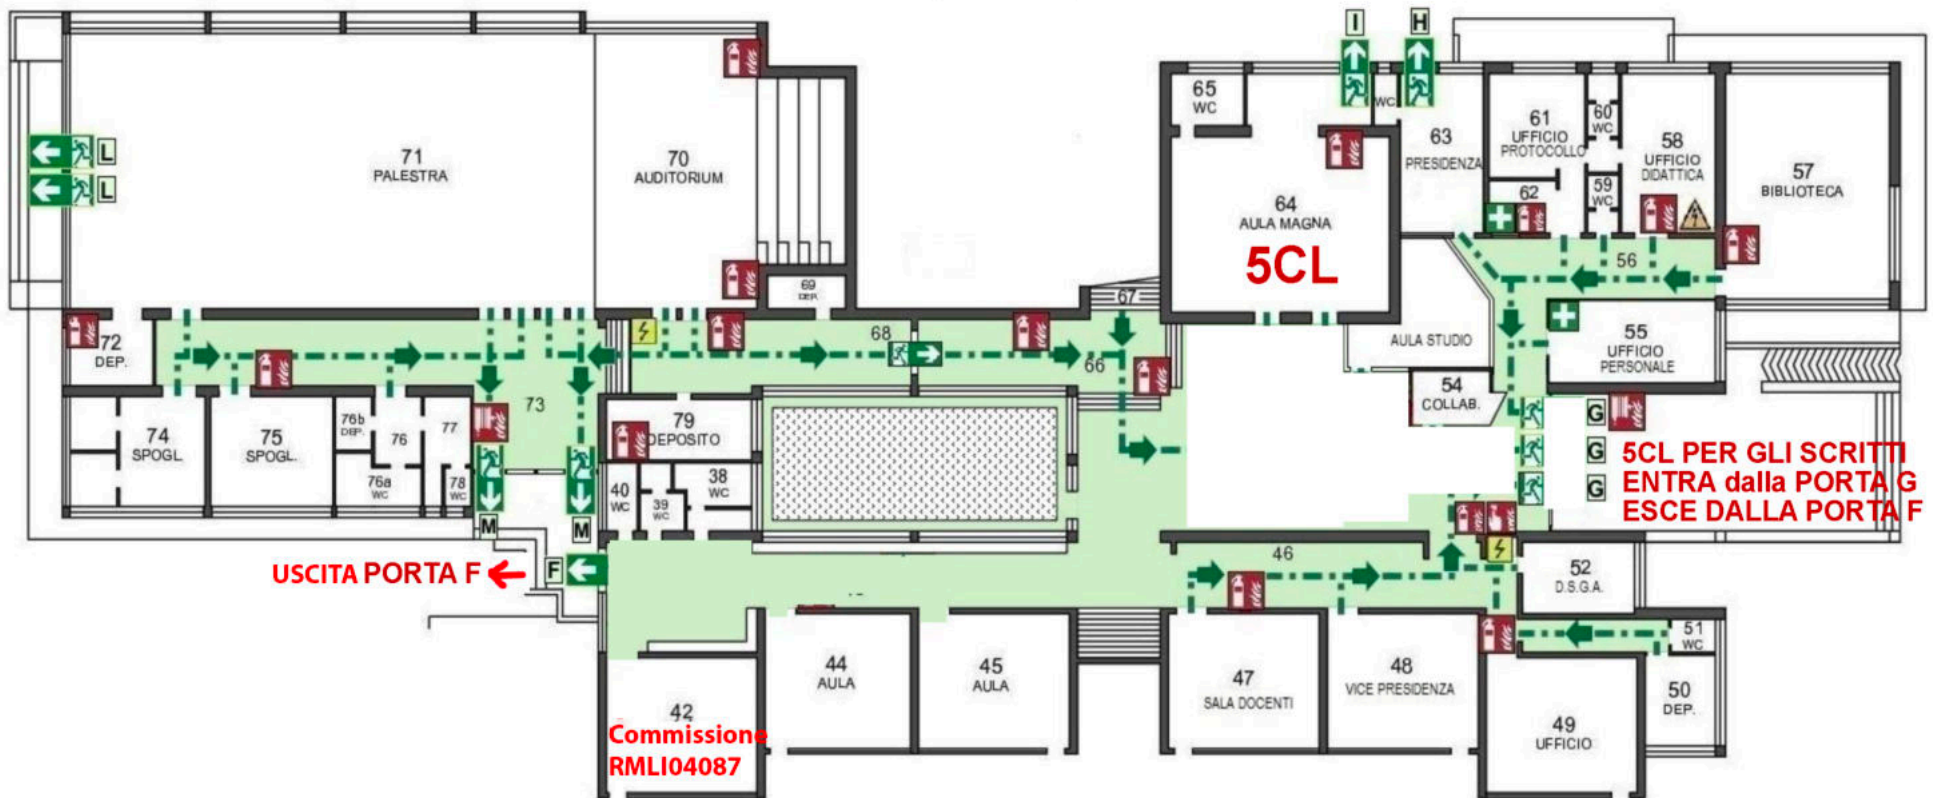 I
H
65
WC
WC
61
UFFICIO
PROTOCOLLO
60
WC
58
UFFICIO
DIDATTICA
57
BIBLIOTECA
63
PRESIDENZA
71
PALESTRA
70
AUDITORIUM
L
L
64
AULA MAGNA
5CL
62
59
WC
56
69
DEP.
67
72
DEP.
68
66
AULA STUDIO
55
UFFICIO
PERSONALE
54
COLLAB.
73
74
SPOGL.
75
SPOGL.
76b
DEP.
76
77
76a
WC
78
WC
79
DEPOSITO
40
WC
39
WC
38
WC
G
G
G
5CL PER GLI SCRITTI
ENTRA dalla PORTA G
ESCE DALLA PORTA F
M
M
USCITA PORTA F
F
46
52
D.S.G.A.
51
WC
50
DEP.
42
Commissione
RMLI04087
44
AULA
45
AULA
47
SALA DOCENTI
48
VICE PRESIDENZA
49
UFFICIO